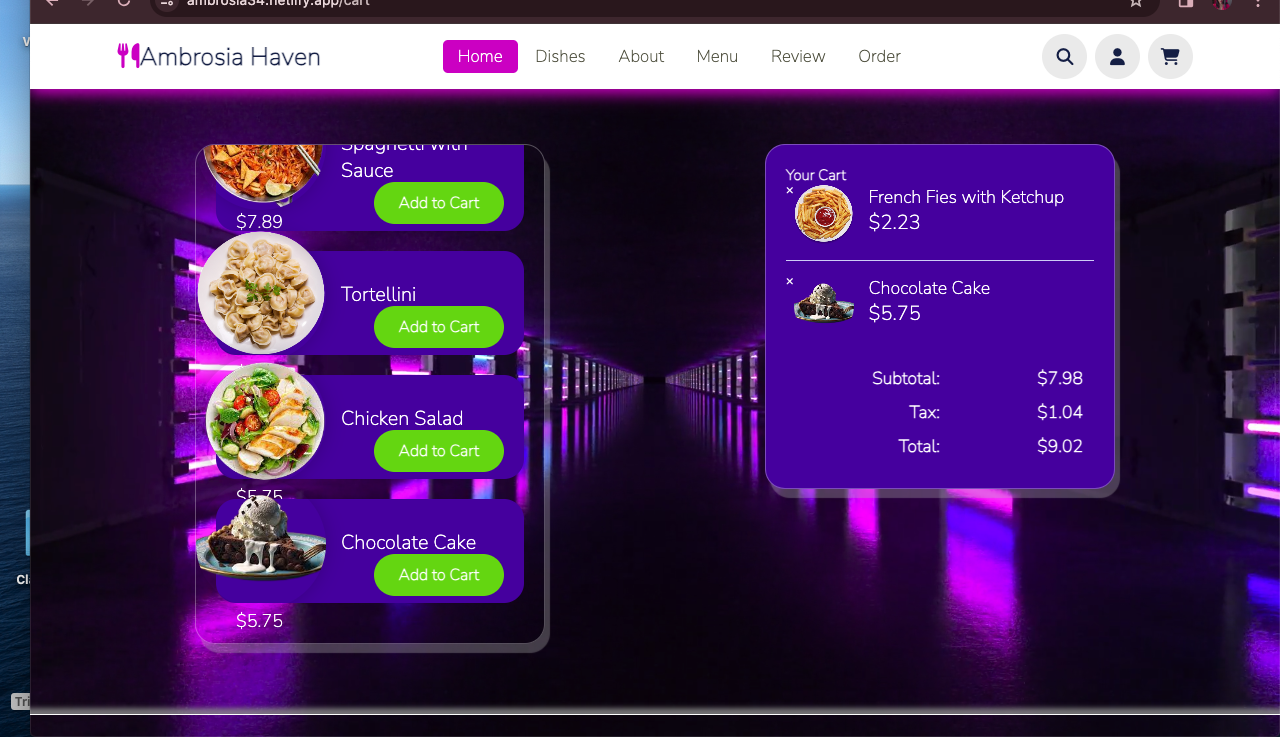 ambrosia34.netlify.app/cart
Ambrosia Haven
Home
Dishes
About
Menu
Review
Order
Spaghetti with
Sauce
Add to Cart
$7.89
Tortellini
Add to Cart
Chicken Salad
Add to Cart
$5.75
Chocolate Cake
Add to Cart
$5.75
Your Cart
×
French Fies with Ketchup
$2.23
×
Chocolate Cake
$5.75
Subtotal: $7.98
Tax: $1.04
Total: $9.02